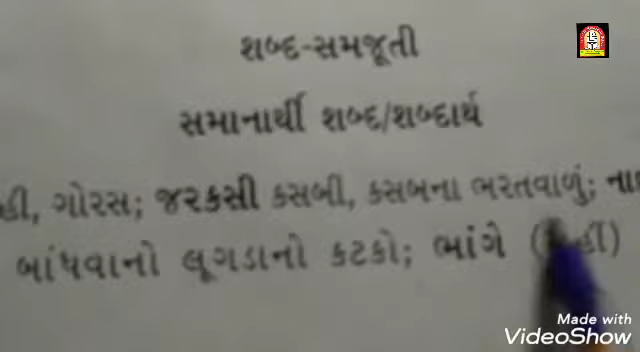 શબ્દ-સમજૂતી
સમાનાર્થી શબ્દ/શબ્દાર્થ
ગોરસ; જરકસી કસબી, કસબના ભરતવાળું;
બાંધવાનો લૂગડાનો કટકો; ભાંગે
Made with
VideoShow